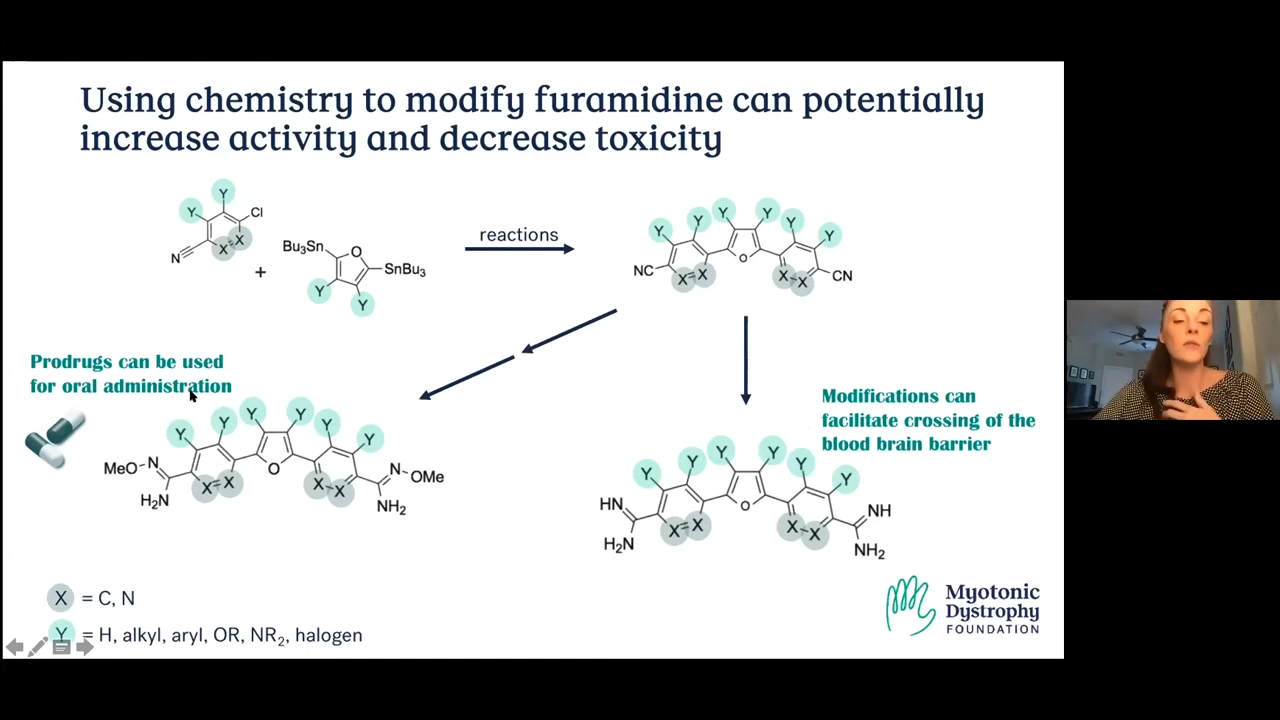 Using chemistry to modify furamidine can potentially
increase activity and decrease toxicity
Y
Y
Cl
X
X
N
+
Bu3Sn
O
SnBu3
Y
Y
reactions
Y
Y
Y
Y
Y
Y
O
NC
X
X
X
X
CN
Prodrugs can be used
for oral administration
Modifications can
facilitate crossing of the
blood brain barrier
Y
Y
Y
Y
Y
Y
MeO
N
O
N
OMe
X
X
X
X
H2N
NH2
Y
Y
Y
Y
Y
Y
HN
O
NH
X
X
X
X
H2N
NH2
X = C, N
Y = H, alkyl, aryl, OR, NR2, halogen
Myotonic
Dystrophy
FOUNDATION